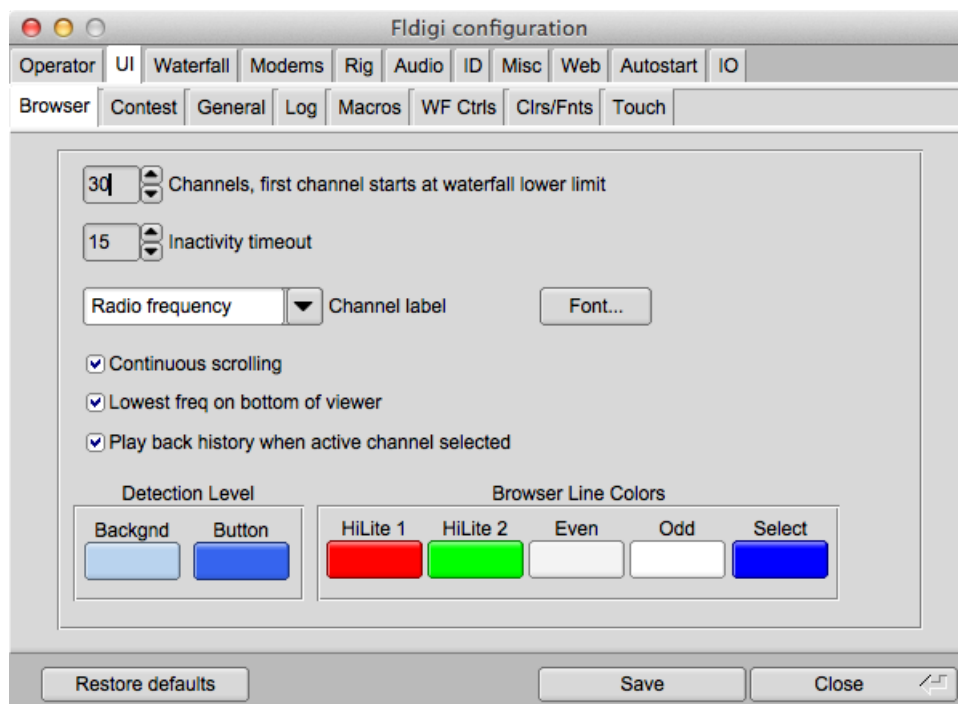 Fldigi configuration
Operator UI Waterfall Modems Rig Audio ID Misc Web Autostart IO
Browser Contest General Log Macros WF Ctrls Clrs/Fnts Touch
30 Channels, first channel starts at waterfall lower limit
15 Inactivity timeout
Radio frequency Channel label Font...
Continuous scrolling
Lowest freq on bottom of viewer
Play back history when active channel selected
Detection Level Browser Line Colors
Backgnd Button HiLite 1 HiLite 2 Even Odd Select
Restore defaults Save Close